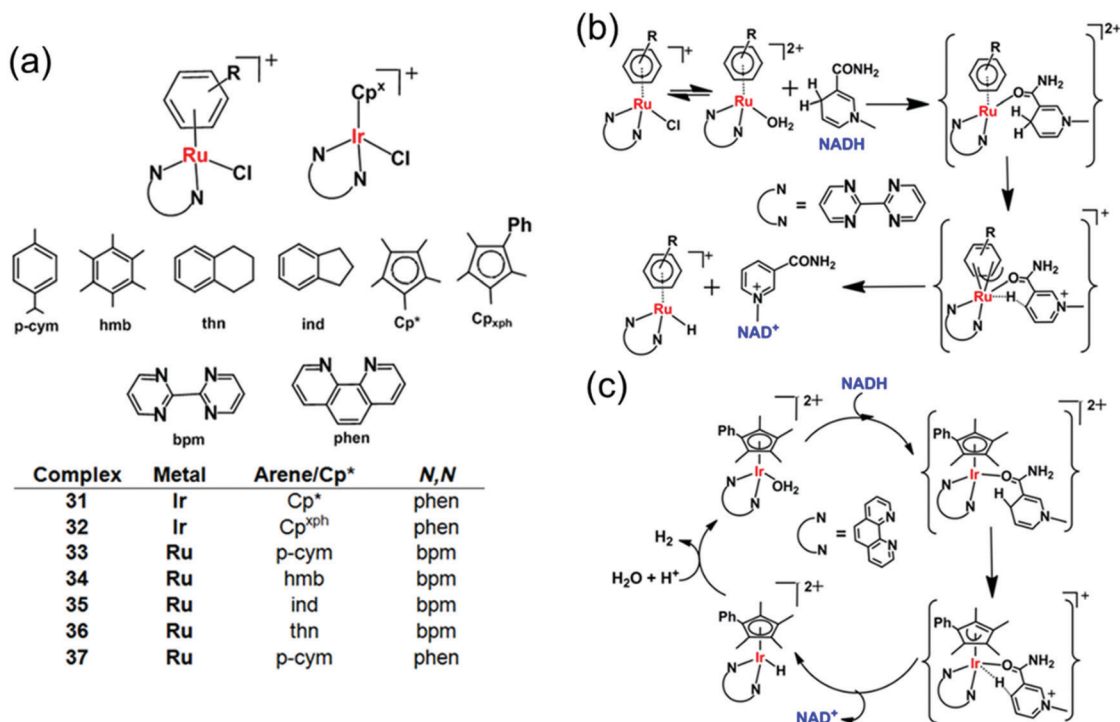 (a)
R
+
Ru
N
N
Cl
Cpˣ
+
Ir
N
N
Cl
p-cym
hmb
thn
ind
Cp*
Ph
Cpxph
N
N
N
N
bpm
N
N
phen
Complex Metal Arene/Cp* N,N
31 Ir Cp* phen
32 Ir Cpxph phen
33 Ru p-cym bpm
34 Ru hmb bpm
35 Ru ind bpm
36 Ru thn bpm
37 Ru p-cym phen
(b)
R
+
Ru
N
N
Cl
R
2+
Ru
N
N
OH2
+
H
H
CONH2
N
NADH
R
2+
Ru
N
N
O
NH2
H
H
N
N
N
=
N
N
N
N
R
+
Ru
N
N
O
NH2
H
+
N
R
+
Ru
N
N
H
+
CONH2
N
+
NAD+
(c)
NADH
Ph
2+
Ir
N
N
OH2
Ph
2+
Ir
N
N
O
NH2
H
N
N
N
=
N
N
H2
H2O + H+
Ph
2+
Ir
N
N
H
Ph
+
Ir
N
N
O
NH2
H
+
N
NAD+